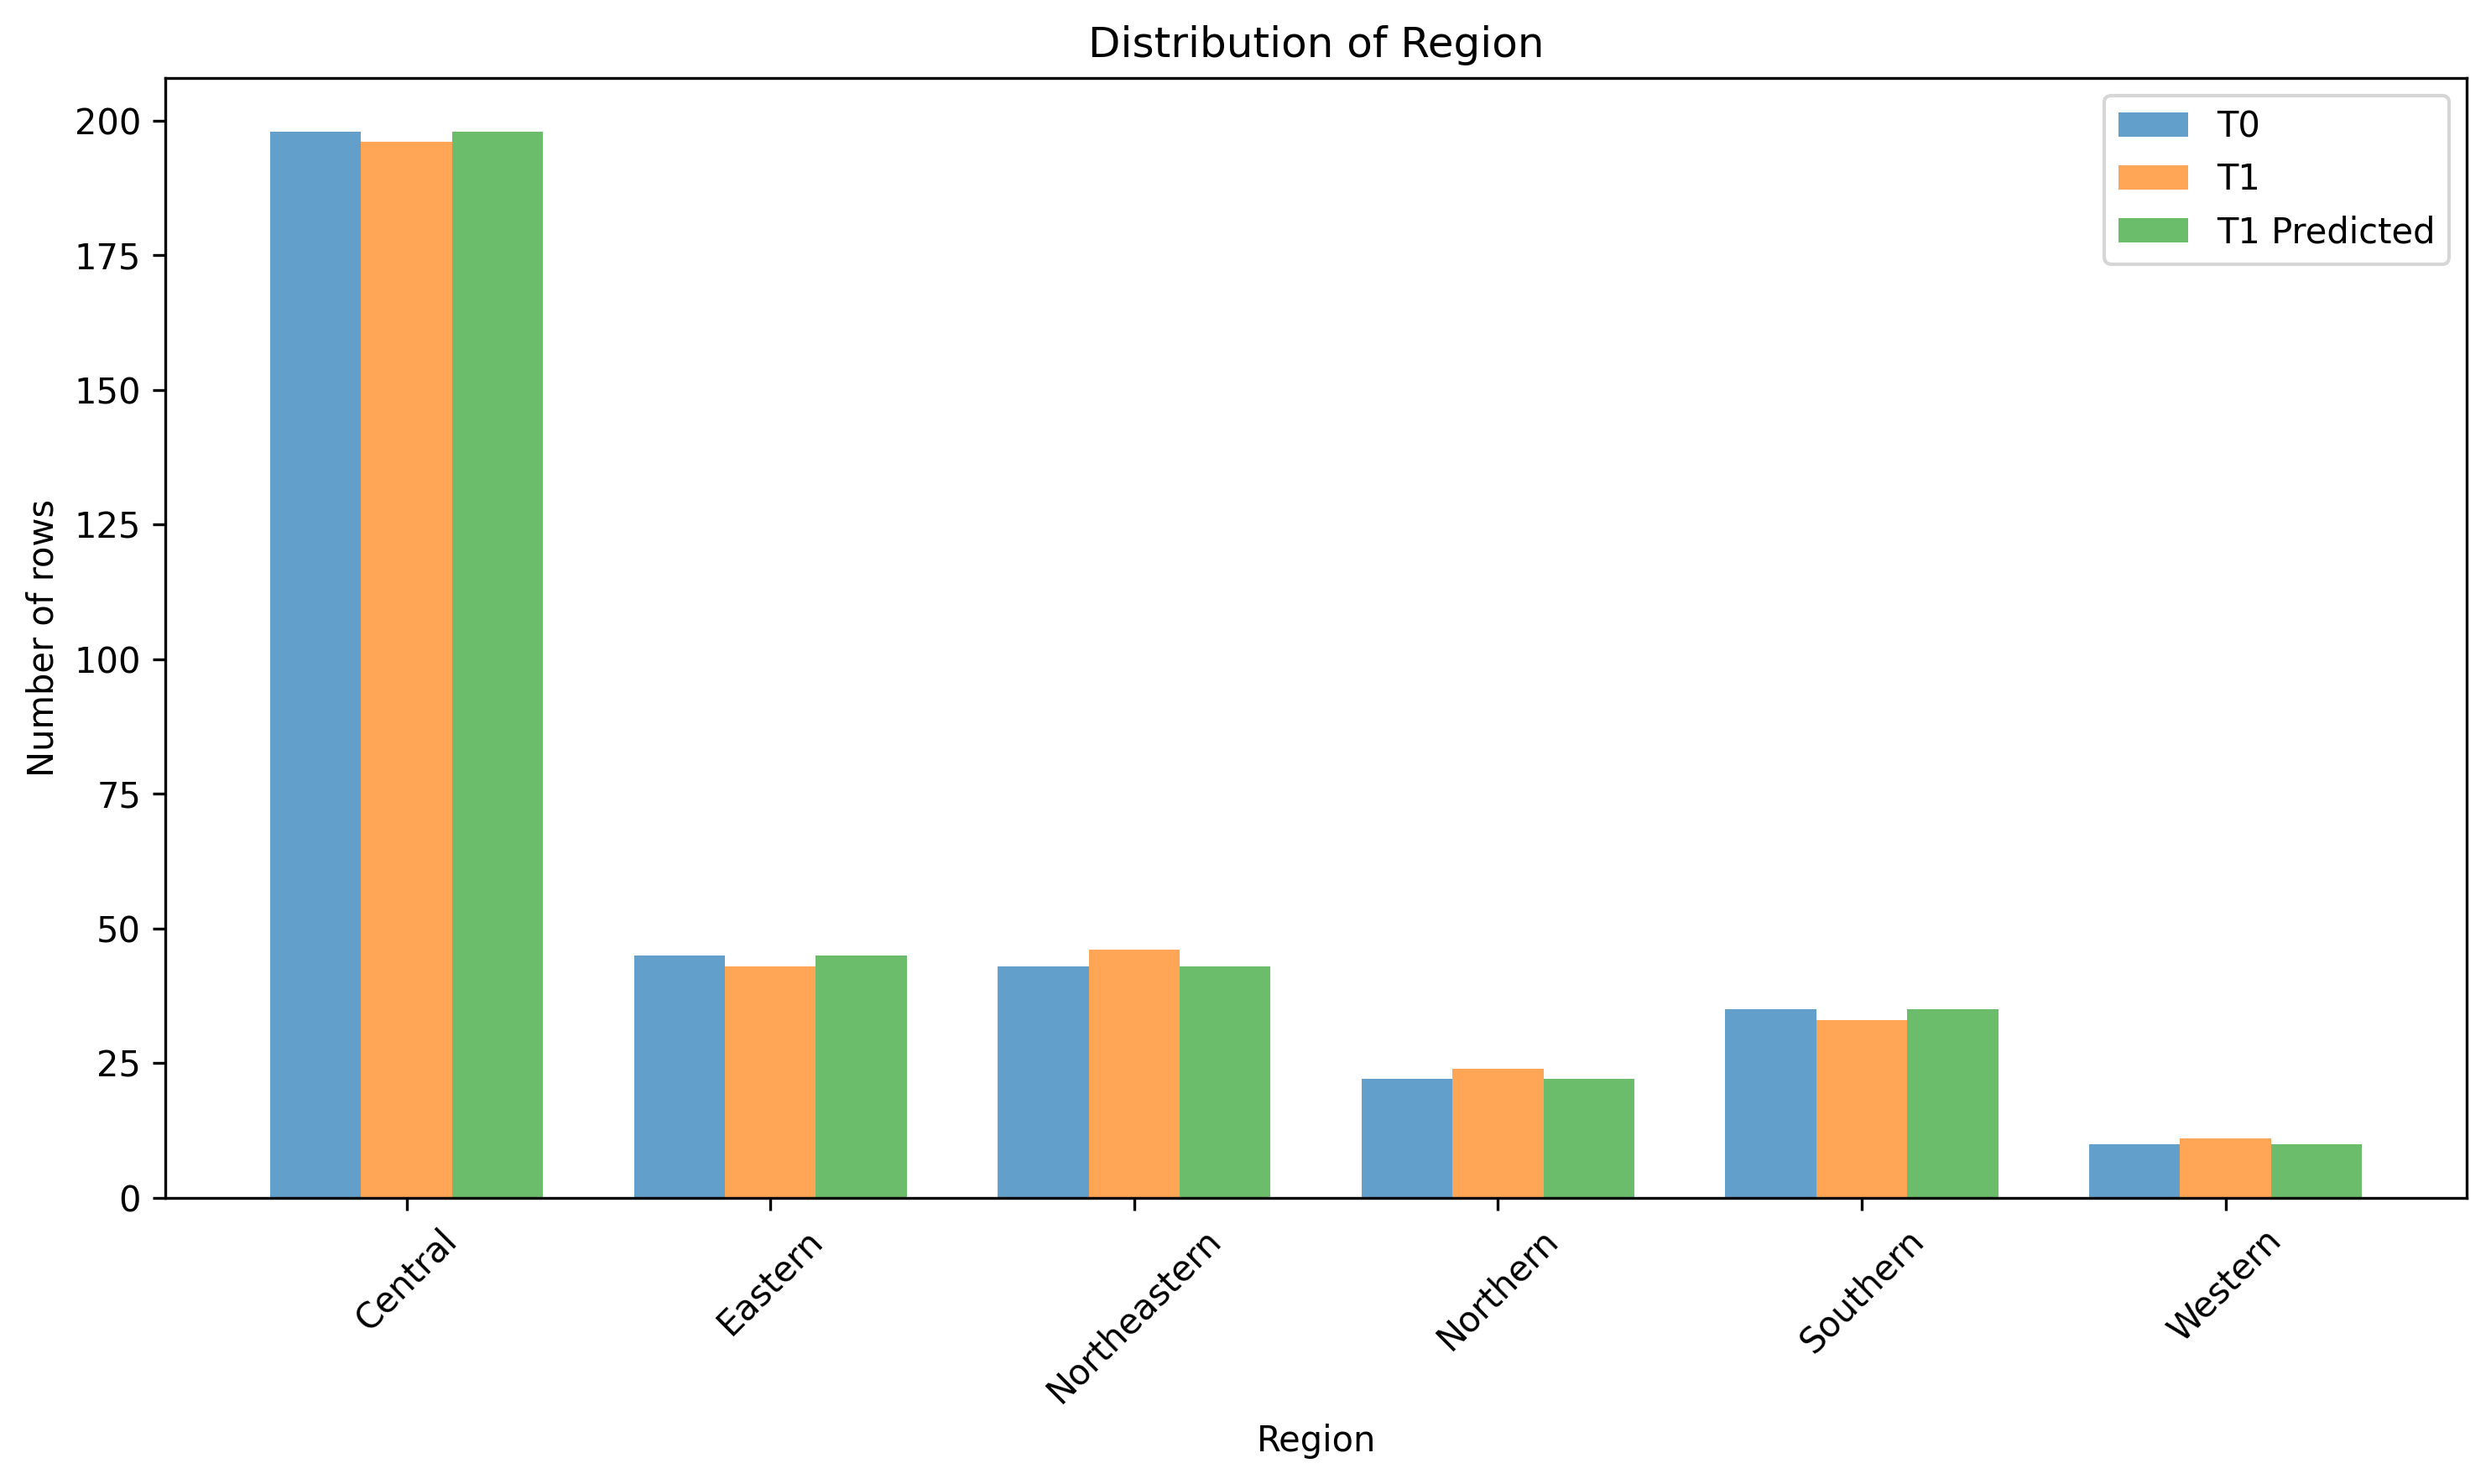 Distribution of Region
T0
T1
T1 Predicted
Number of rows
200
175
150
125
100
75
50
25
0
Central
Eastern
Northeastern
Northern
Southern
Western
Region